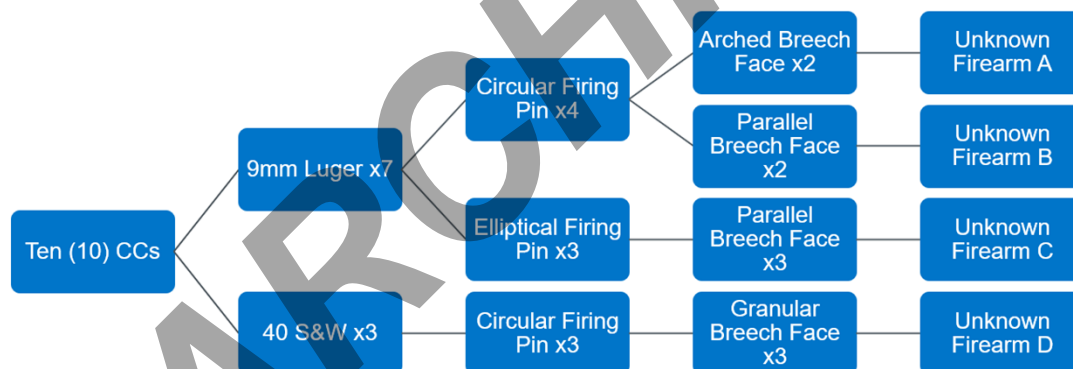 Ten (10) CCs
9mm Luger x7
40 S&W x3
Circular Firing
Pin x4
Elliptical Firing
Pin x3
Circular Firing
Pin x3
Arched Breech
Face x2
Parallel
Breech Face
x2
Parallel
Breech Face
x3
Granular
Breech Face
x3
Unknown
Firearm A
Unknown
Firearm B
Unknown
Firearm C
Unknown
Firearm D